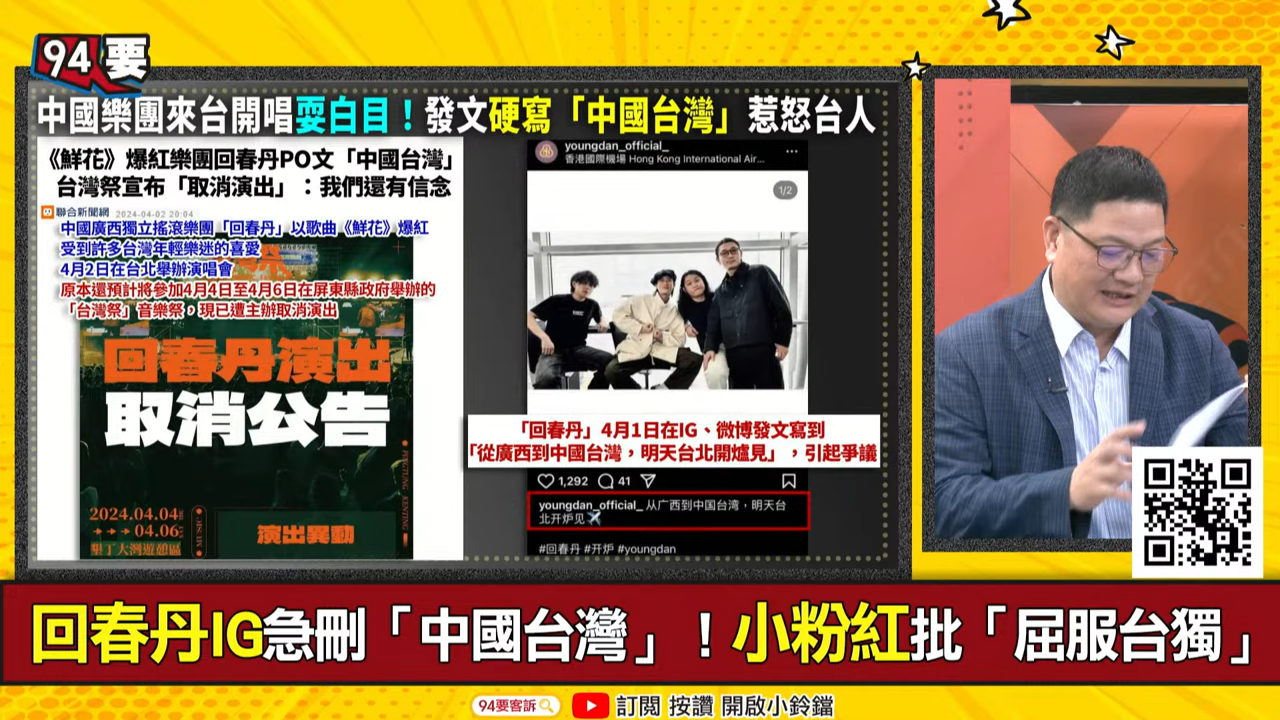 94要
中國樂團來台開唱耍白目！發文硬寫「中國台灣」惹怒台人
《鮮花》爆紅樂團回春丹PO文「中國台灣」
台灣祭宣布「取消演出」：我們還有信念
聯合新聞網 2024-04-02 20:04
中國廣西獨立搖滾樂團「回春丹」以歌曲《鮮花》爆紅
受到許多台灣年輕樂迷的喜愛
4月2日在台北舉辦演唱會
原本還預計將參加4月4日至4月6日在屏東縣政府舉辦的
「台灣祭」音樂祭，現已遭主辦取消演出
回春丹演出
取消公告
2024.04.04
04.06
墾丁大灣遊憩區
演出異動
PINGTUNG, KENTING
youngdan_official_
香港國際機場 Hong Kong International Air...
1/2
「回春丹」4月1日在IG、微博發文寫到
「從廣西到中國台灣，明天台北開爐見」，引起爭議
1,292 41
youngdan_official_ 从广西到中国台湾，明天台
北开炉见✈️
#回春丹 #开炉 #youngdan
回春丹IG急刪「中國台灣」！小粉紅批「屈服台獨」
94要客訴 訂閱 按讚 開啟小鈴鐺